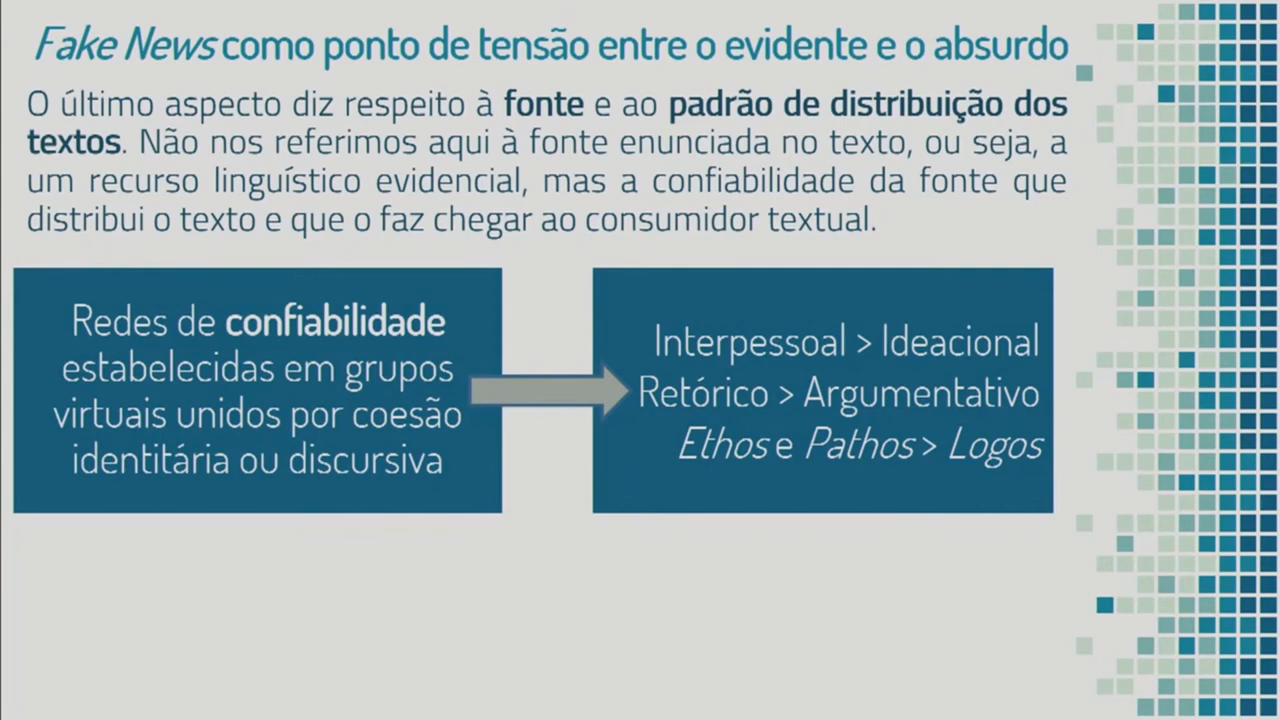 Fake News como ponto de tensão entre o evidente e o absurdo
O último aspecto diz respeito à fonte e ao padrão de distribuição dos
textos. Não nos referimos aqui à fonte enunciada no texto, ou seja, a
um recurso linguístico evidencial, mas a confiabilidade da fonte que
distribui o texto e que o faz chegar ao consumidor textual.
Redes de confiabilidade
estabelecidas em grupos
virtuais unidos por coesão
identitária ou discursiva
Interpessoal > Ideacional
Retórico > Argumentativo
Ethos e Pathos > Logos